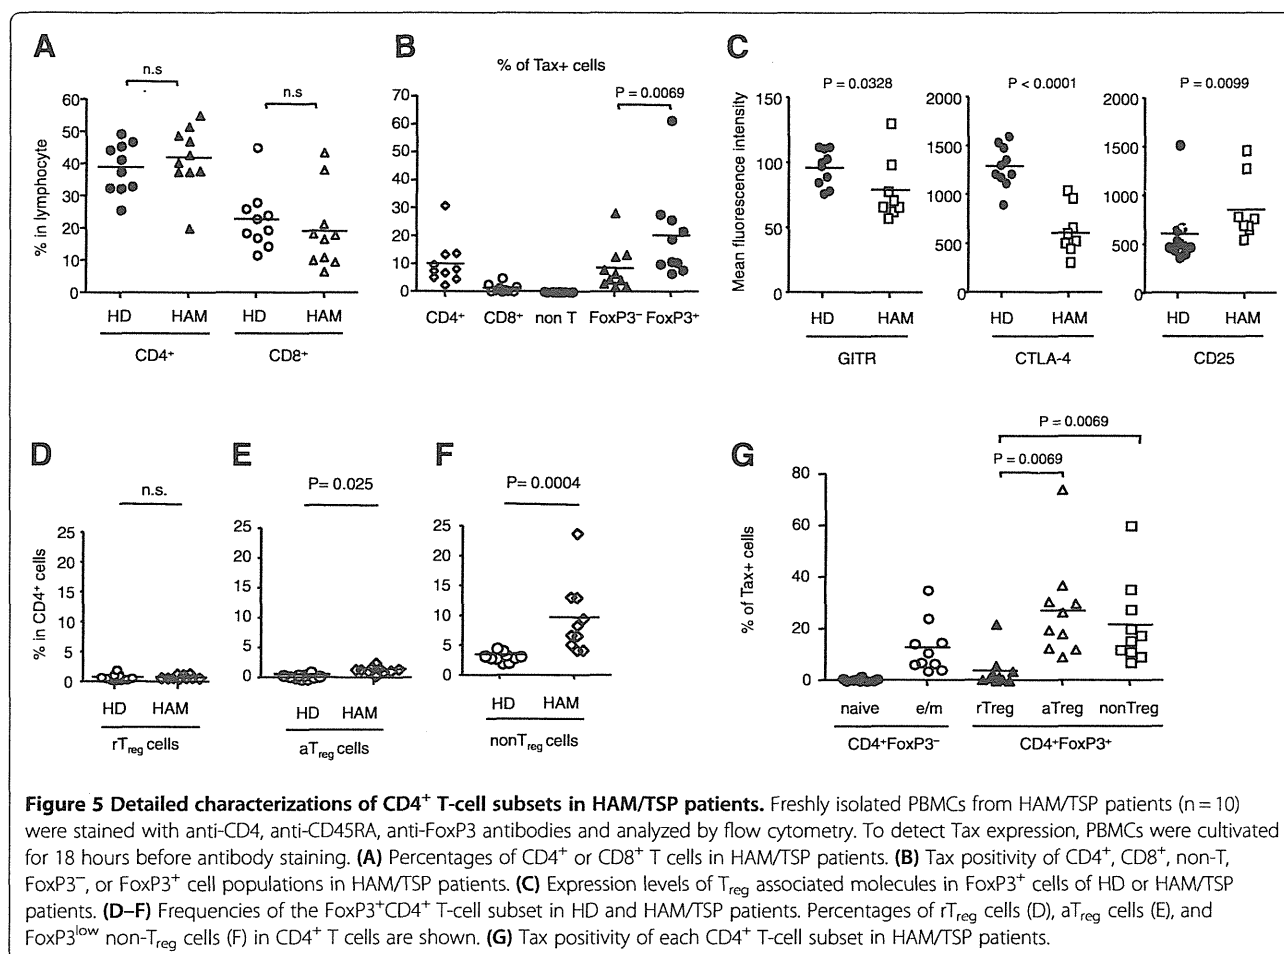 A
n.s
n.s
60
50
40
30
20
10
0
% in lymphocyte
HD
HAM
HD
HAM
CD4⁺
CD8⁺
B
% of Tax+ cells
P = 0.0069
70
60
50
40
30
20
10
0
CD4⁺
CD8⁺
non T
FoxP3⁻
FoxP3⁺
C
P = 0.0328
P < 0.0001
P = 0.0099
Mean fluorescence intensity
150
100
50
0
HD
HAM
GITR
2000
1500
1000
500
0
HD
HAM
CTLA-4
2000
1500
1000
500
0
HD
HAM
CD25
D
n.s.
% in CD4⁺ cells
25
20
15
10
5
0
HD
HAM
rT_reg cells
E
P= 0.025
25
20
15
10
5
0
HD
HAM
aT_reg cells
F
P= 0.0004
25
20
15
10
5
0
HD
HAM
nonT_reg cells
G
P = 0.0069
P = 0.0069
% of Tax+ cells
80
60
40
20
0
naive
e/m
rTreg
aTreg
nonTreg
CD4⁺FoxP3⁻
CD4⁺FoxP3⁺
Figure 5 Detailed characterizations of CD4⁺ T-cell subsets in HAM/TSP patients. Freshly isolated PBMCs from HAM/TSP patients (n = 10)
were stained with anti-CD4, anti-CD45RA, anti-FoxP3 antibodies and analyzed by flow cytometry. To detect Tax expression, PBMCs were cultivated
for 18 hours before antibody staining. (A) Percentages of CD4⁺ or CD8⁺ T cells in HAM/TSP patients. (B) Tax positivity of CD4⁺, CD8⁺, non-T,
FoxP3⁻, or FoxP3⁺ cell populations in HAM/TSP patients. (C) Expression levels of T_reg associated molecules in FoxP3⁺ cells of HD or HAM/TSP
patients. (D–F) Frequencies of the FoxP3⁺CD4⁺ T-cell subset in HD and HAM/TSP patients. Percentages of rT_reg cells (D), aT_reg cells (E), and
FoxP3^low non-T_reg cells (F) in CD4⁺ T cells are shown. (G) Tax positivity of each CD4⁺ T-cell subset in HAM/TSP patients.